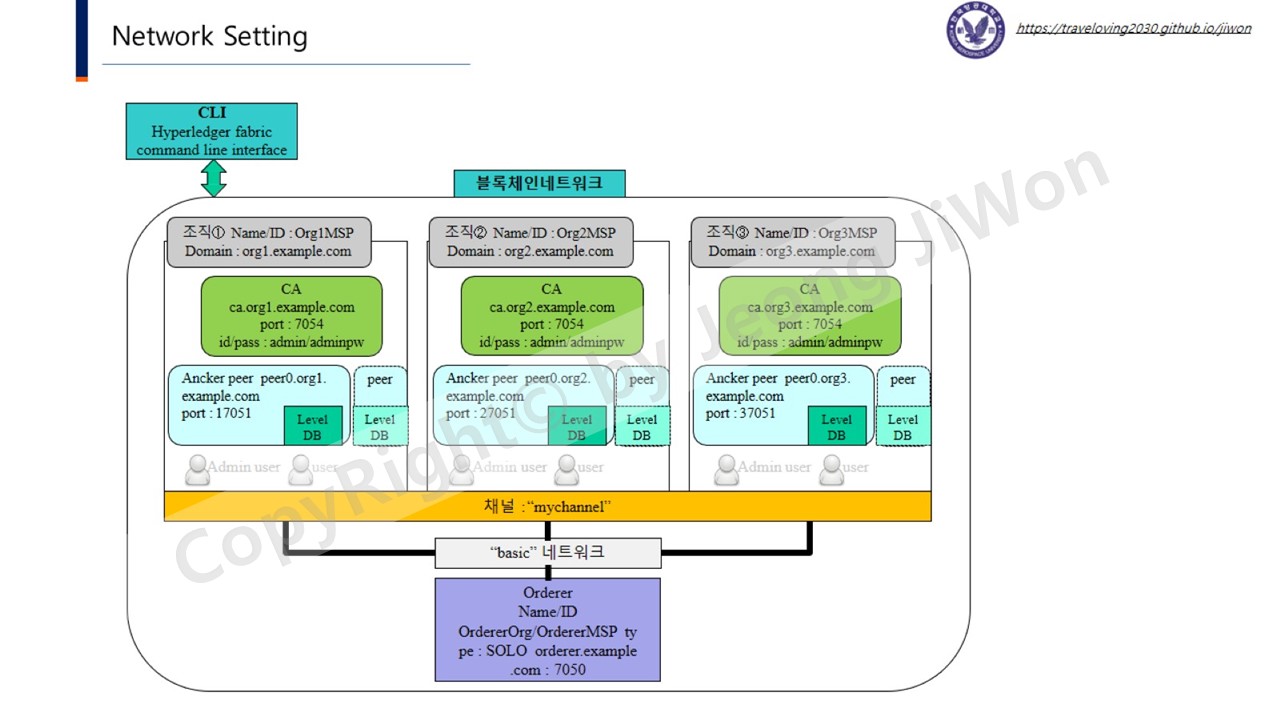 Network Setting
https://traveloving2030.github.io/jiwon
CLI
Hyperledger fabric
command line interface
블록체인네트워크
조직① Name/ID : Org1MSP
Domain : org1.example.com
CA
ca.org1.example.com
port : 7054
id/pass : admin/adminpw
Ancker peer peer0.org1.
example.com
port : 17051
Level
DB
peer
Level
DB
Admin user
user
조직② Name/ID : Org2MSP
Domain : org2.example.com
CA
ca.org2.example.com
port : 7054
id/pass : admin/adminpw
Ancker peer peer0.org2.
example.com
port : 27051
Level
DB
peer
Level
DB
Admin user
user
조직③ Name/ID : Org3MSP
Domain : org3.example.com
CA
ca.org3.example.com
port : 7054
id/pass : admin/adminpw
Ancker peer peer0.org3.
example.com
port : 37051
Level
DB
peer
Level
DB
Admin user
user
채널 :“mychannel”
“basic” 네트워크
Orderer
Name/ID
OrdererOrg/OrdererMSP ty
pe : SOLO orderer.example
.com : 7050
CopyRight© by Jeong JiWon